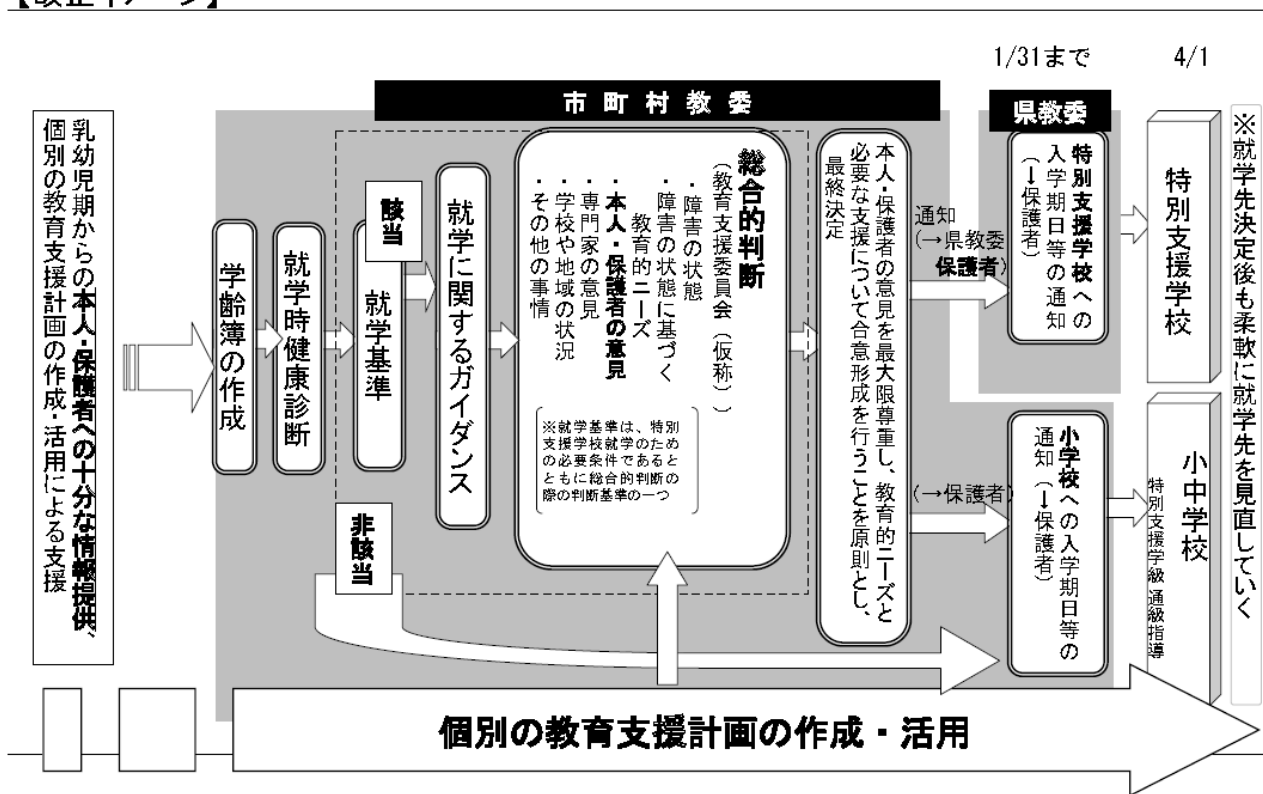 【改正イメージ】
1/31まで
4/1
市町村教委
県教委
乳幼児期からの本人・保護者への十分な情報提供、
個別の教育支援計画の作成・活用による支援
学齢簿の作成
就学時健康診断
該当
就学基準
非該当
就学に関するガイダンス
総合的判断
（教育支援委員会（仮称））
・障害の状態
・障害の状態に基づく
教育的ニーズ
・本人・保護者の意見
・専門家の意見
・学校や地域の状況
・その他の事情
※就学基準は、特別
支援学校就学のため
の必要条件であると
ともに総合的判断の
際の判断基準の一つ
本人・保護者の意見を最大限尊重し、教育的ニーズと
必要な支援について合意形成を行うことを原則とし、
最終決定
通知
（→県教委
保護者）
（→保護者）
特別支援学校への
入学期日等の通知
（→保護者）
小学校への入学期日等の
通知（→保護者）
特別支援学校
小中学校
特別支援学級 通級指導
※就学先決定後も柔軟に就学先を見直していく
個別の教育支援計画の作成・活用